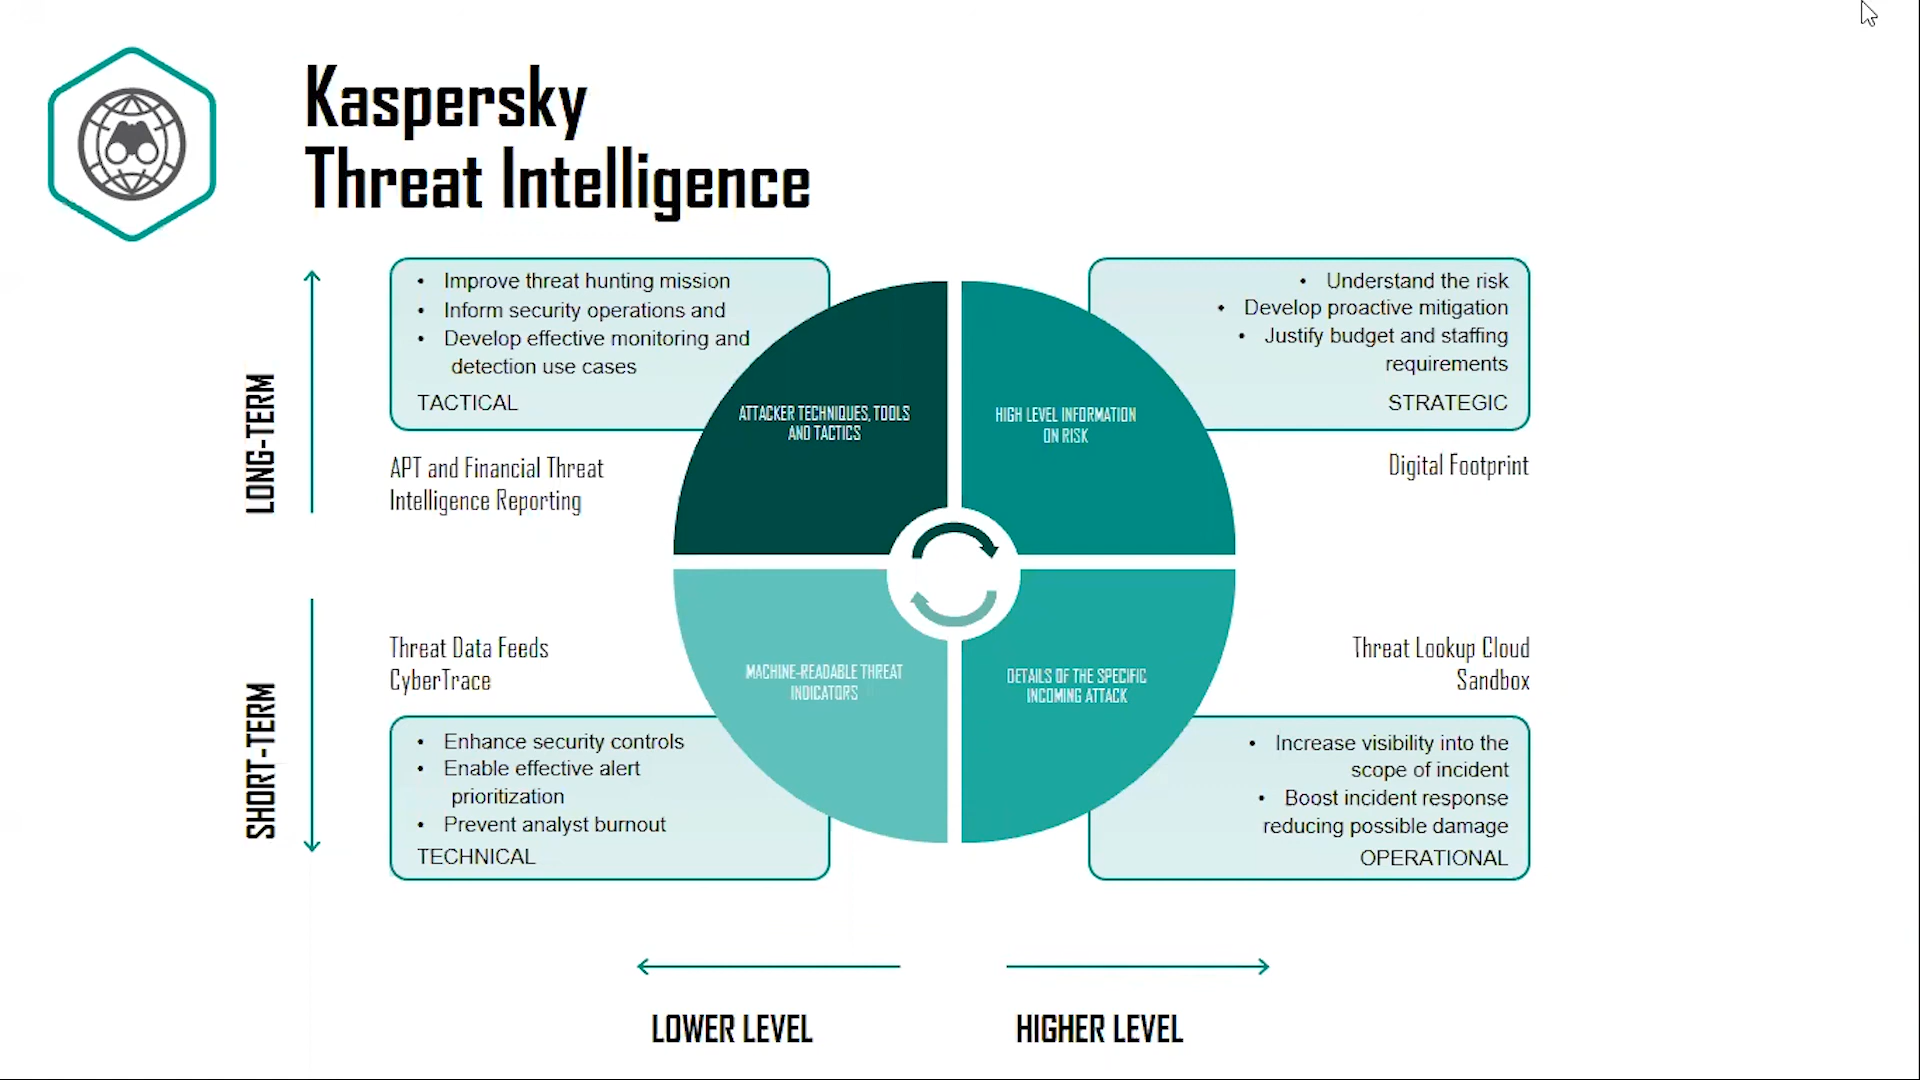 Kaspersky
Threat Intelligence
LONG-TERM
• Improve threat hunting mission
• Inform security operations and
• Develop effective monitoring and
detection use cases
TACTICAL
APT and Financial Threat
Intelligence Reporting
ATTACKER TECHNIQUES, TOOLS
AND TACTICS
HIGH LEVEL INFORMATION
ON RISK
• Understand the risk
• Develop proactive mitigation
• Justify budget and staffing
requirements
STRATEGIC
Digital Footprint
SHORT-TERM
Threat Data Feeds
CyberTrace
• Enhance security controls
• Enable effective alert
prioritization
• Prevent analyst burnout
TECHNICAL
MACHINE-READABLE THREAT
INDICATORS
DETAILS OF THE SPECIFIC
INCOMING ATTACK
Threat Lookup Cloud
Sandbox
• Increase visibility into the
scope of incident
• Boost incident response
reducing possible damage
OPERATIONAL
LOWER LEVEL
HIGHER LEVEL